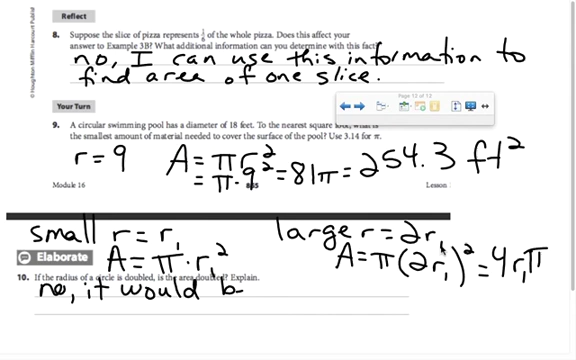 Reflect
8. Suppose the slice of pizza represents 1/6 of the whole pizza. Does this affect your
answer to Example 3B? What additional information can you determine with this fact?
no, I can use this information to
find area of one slice.
© Houghton Mifflin Harcourt
Page 12 of 12
Your Turn
9. A circular swimming pool has a diameter of 18 feet. To the nearest square
the smallest amount of material needed to cover the surface of the pool? Use 3.14 for π.
r = 9 A = πr² = π·9² = 81π = 254.3 ft²
Module 16 Lesson
small r = r₁ larger r = 2r₁
A = π·r₁² A = π(2r₁)² = 4r₁π
Elaborate
10. If the radius of a circle is doubled, is the area doubled? Explain.
no, it would b